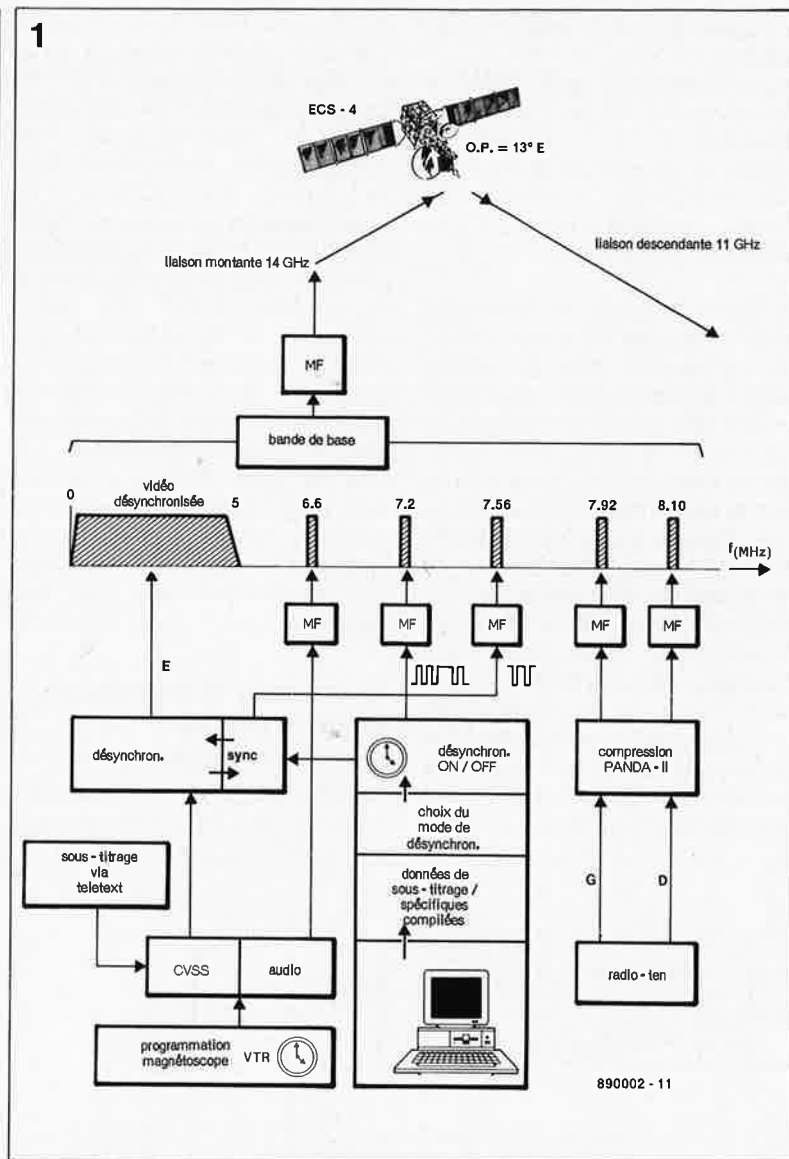 1
ECS - 4
O.P. = 13° E
liaison montante 14 GHz
liaison descendante 11 GHz
MF
bande de base
0
vidéo
désynchronisée
5
6.6
7.2
7.56
7.92
8.10
f(MHz)
MF
MF
MF
MF
MF
E
désynchron.
sync
désynchron.
ON / OFF
compression
PANDA - II
choix du
mode de
désynchron.
sous - titrage
via
teletext
données de
sous - titrage /
spécifiques
compilées
G
D
CVSS
audio
radio - ten
programmation
magnétoscope
VTR
890002 - 11